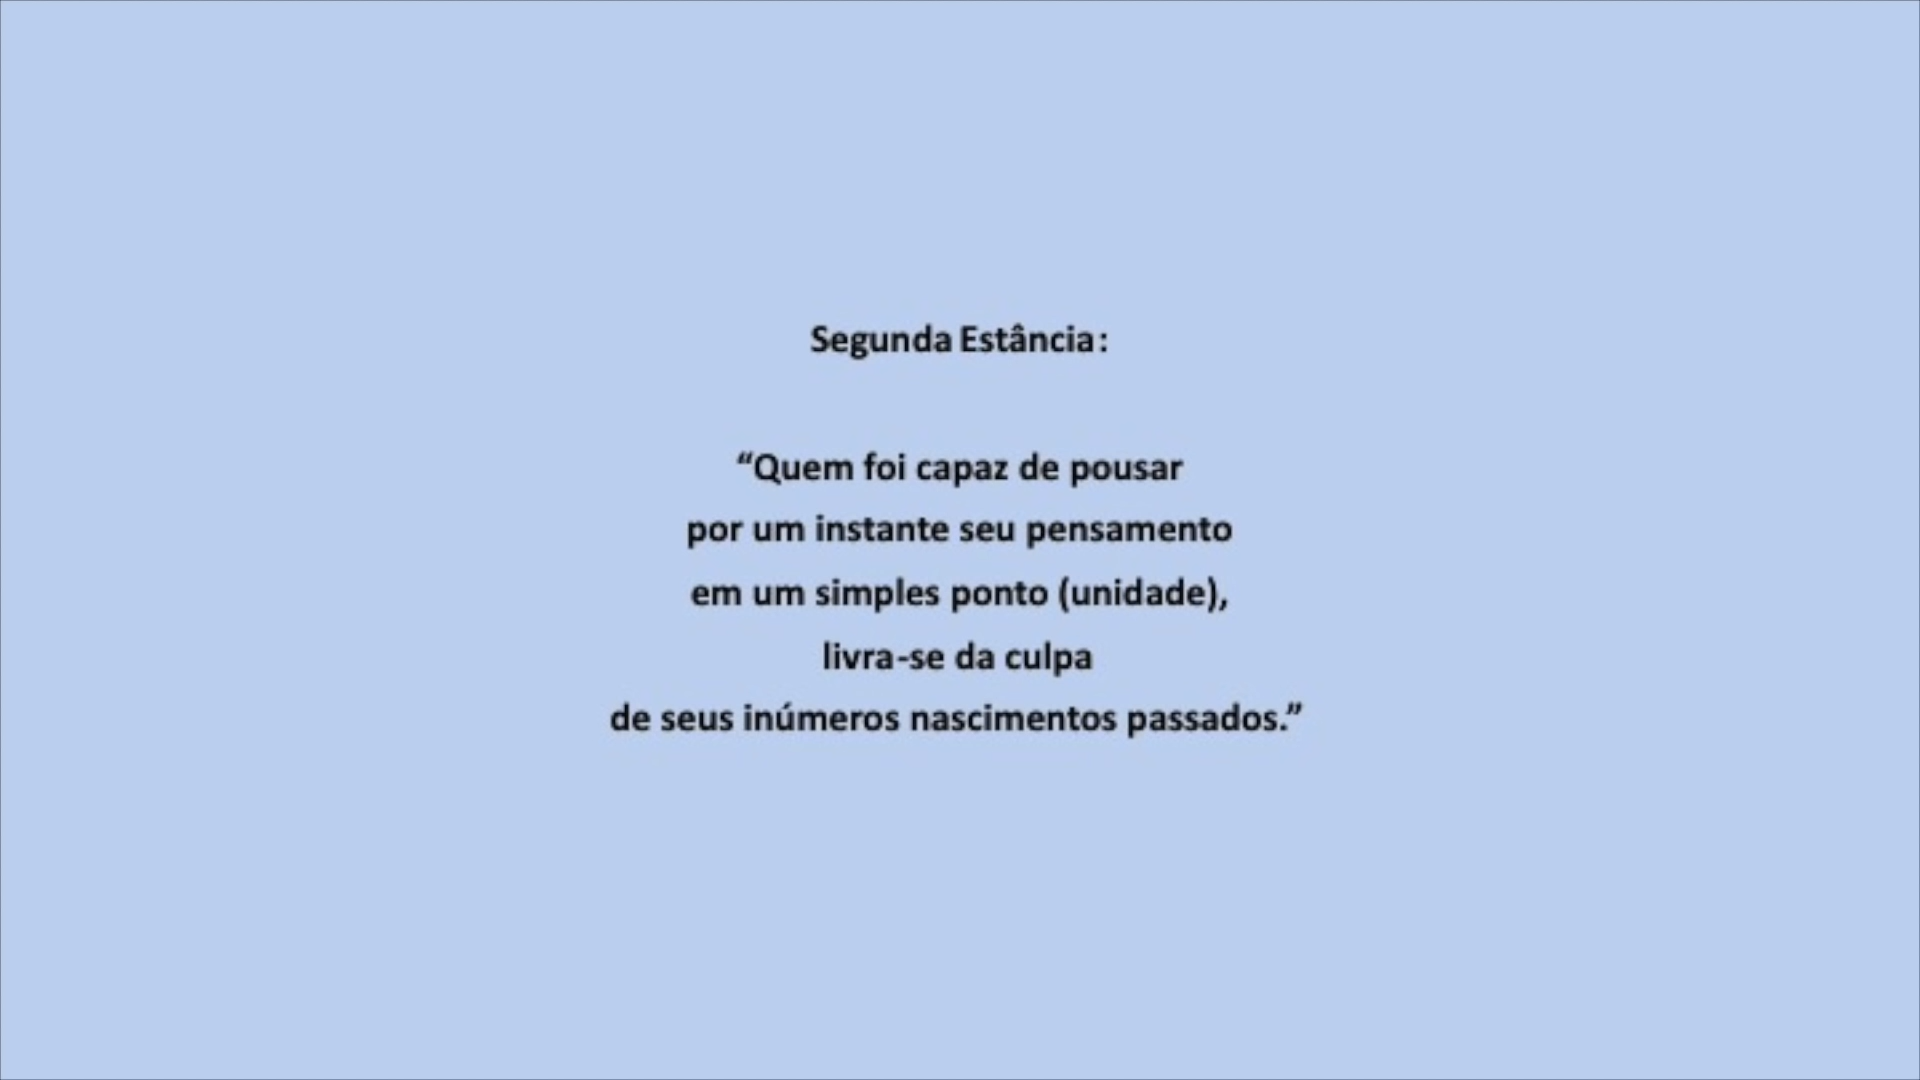 Segunda Estância:
“Quem foi capaz de pousar
por um instante seu pensamento
em um simples ponto (unidade),
livra-se da culpa
de seus inúmeros nascimentos passados.”